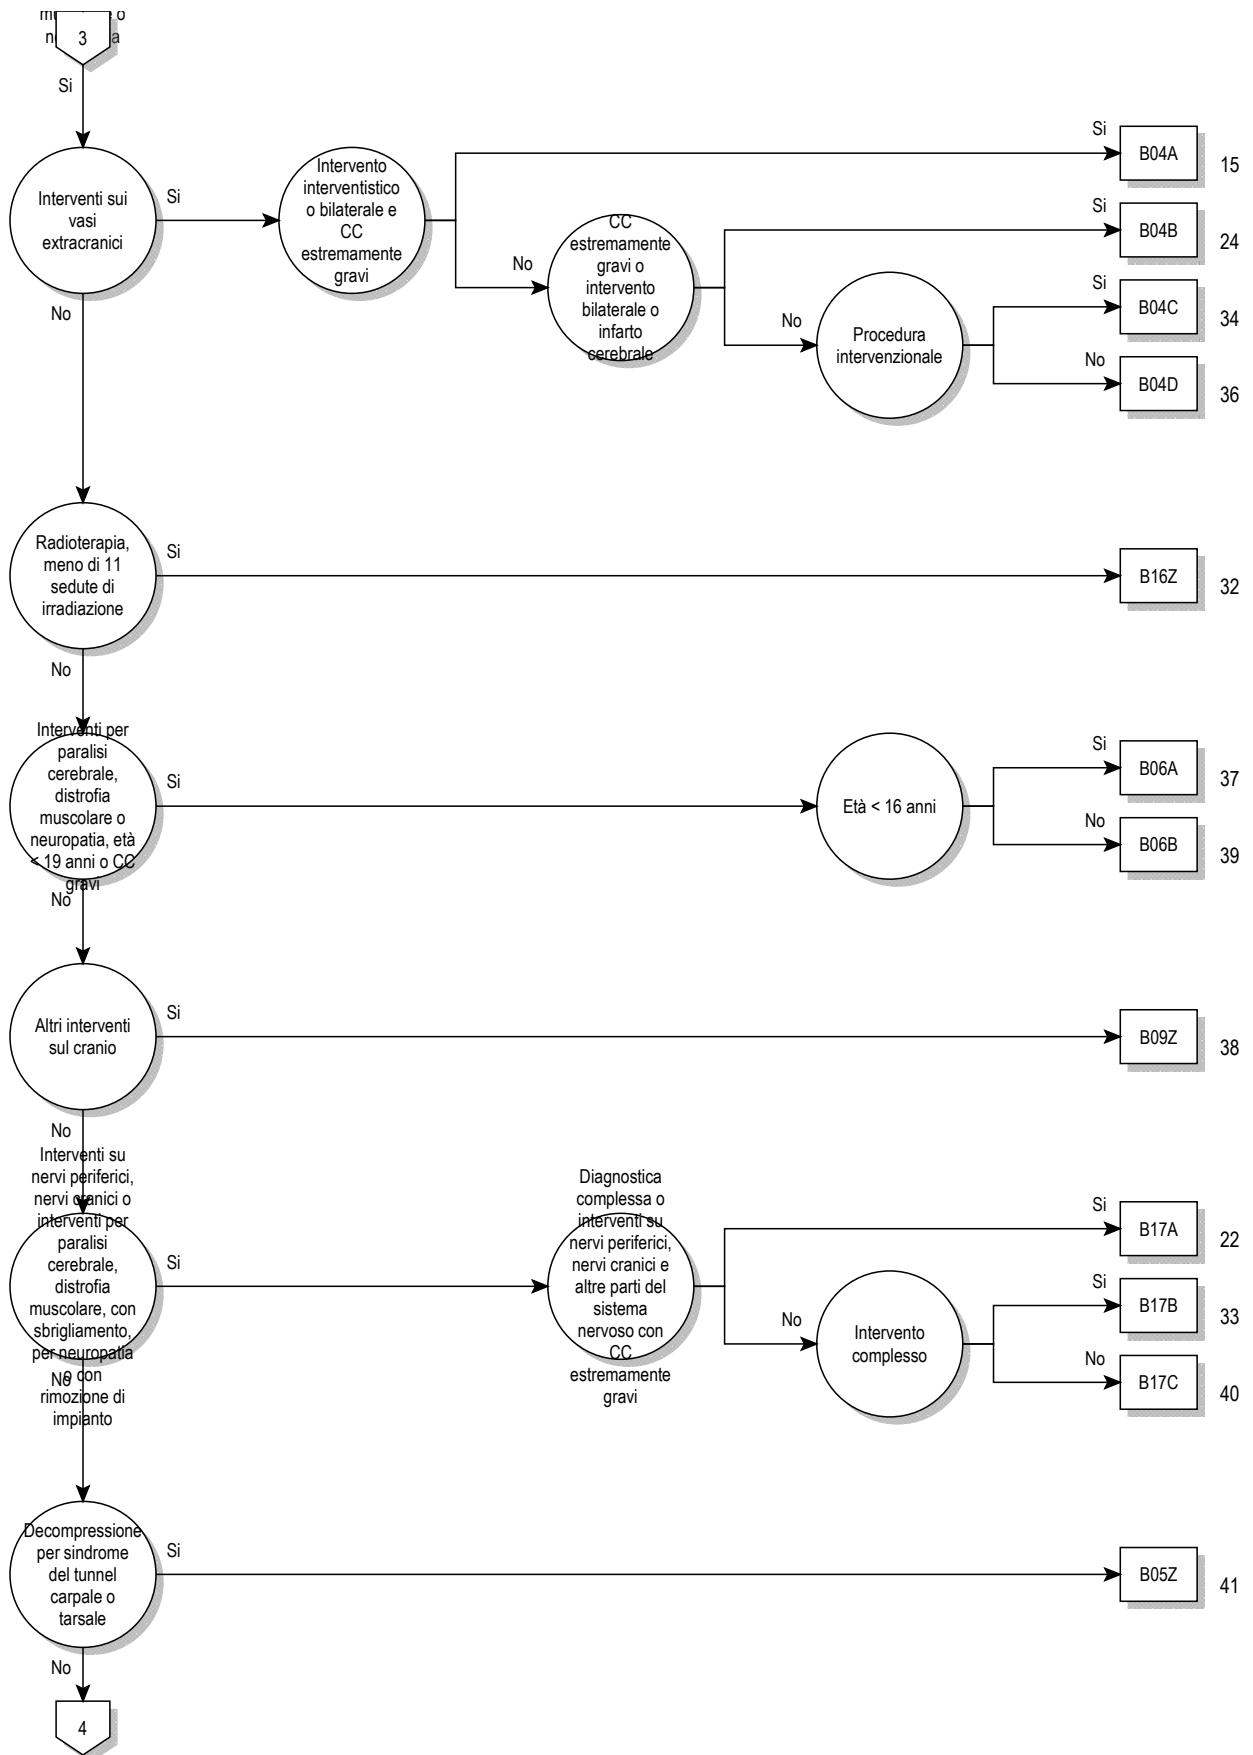 3
Si
Interventi sui
vasi
extracranici
Si
Intervento
interventistico
o bilaterale e
CC
estremamente
gravi
Si
B04A
15
No
CC
estremamente
gravi o
intervento
bilaterale o
infarto
cerebrale
Si
B04B
24
No
Procedura
intervenzionale
Si
B04C
34
No
B04D
36
No
Radioterapia,
meno di 11
sedute di
irradiazione
Si
B16Z
32
No
Interventi per
paralisi
cerebrale,
distrofia
muscolare o
neuropatia, età
< 19 anni o CC
gravi
Si
Età < 16 anni
Si
B06A
37
No
B06B
39
No
Altri interventi
sul cranio
Si
B09Z
38
No
Interventi su
nervi periferici,
nervi cranici o
interventi per
paralisi
cerebrale,
distrofia
muscolare, con
sbrigliamento,
per neuropatia
o con
rimozione di
impianto
Si
Diagnostica
complessa o
interventi su
nervi periferici,
nervi cranici e
altre parti del
sistema
nervoso con
CC
estremamente
gravi
Si
B17A
22
No
Intervento
complesso
Si
B17B
33
No
B17C
40
No
Decompressione
per sindrome
del tunnel
carpale o
tarsale
Si
B05Z
41
No
4